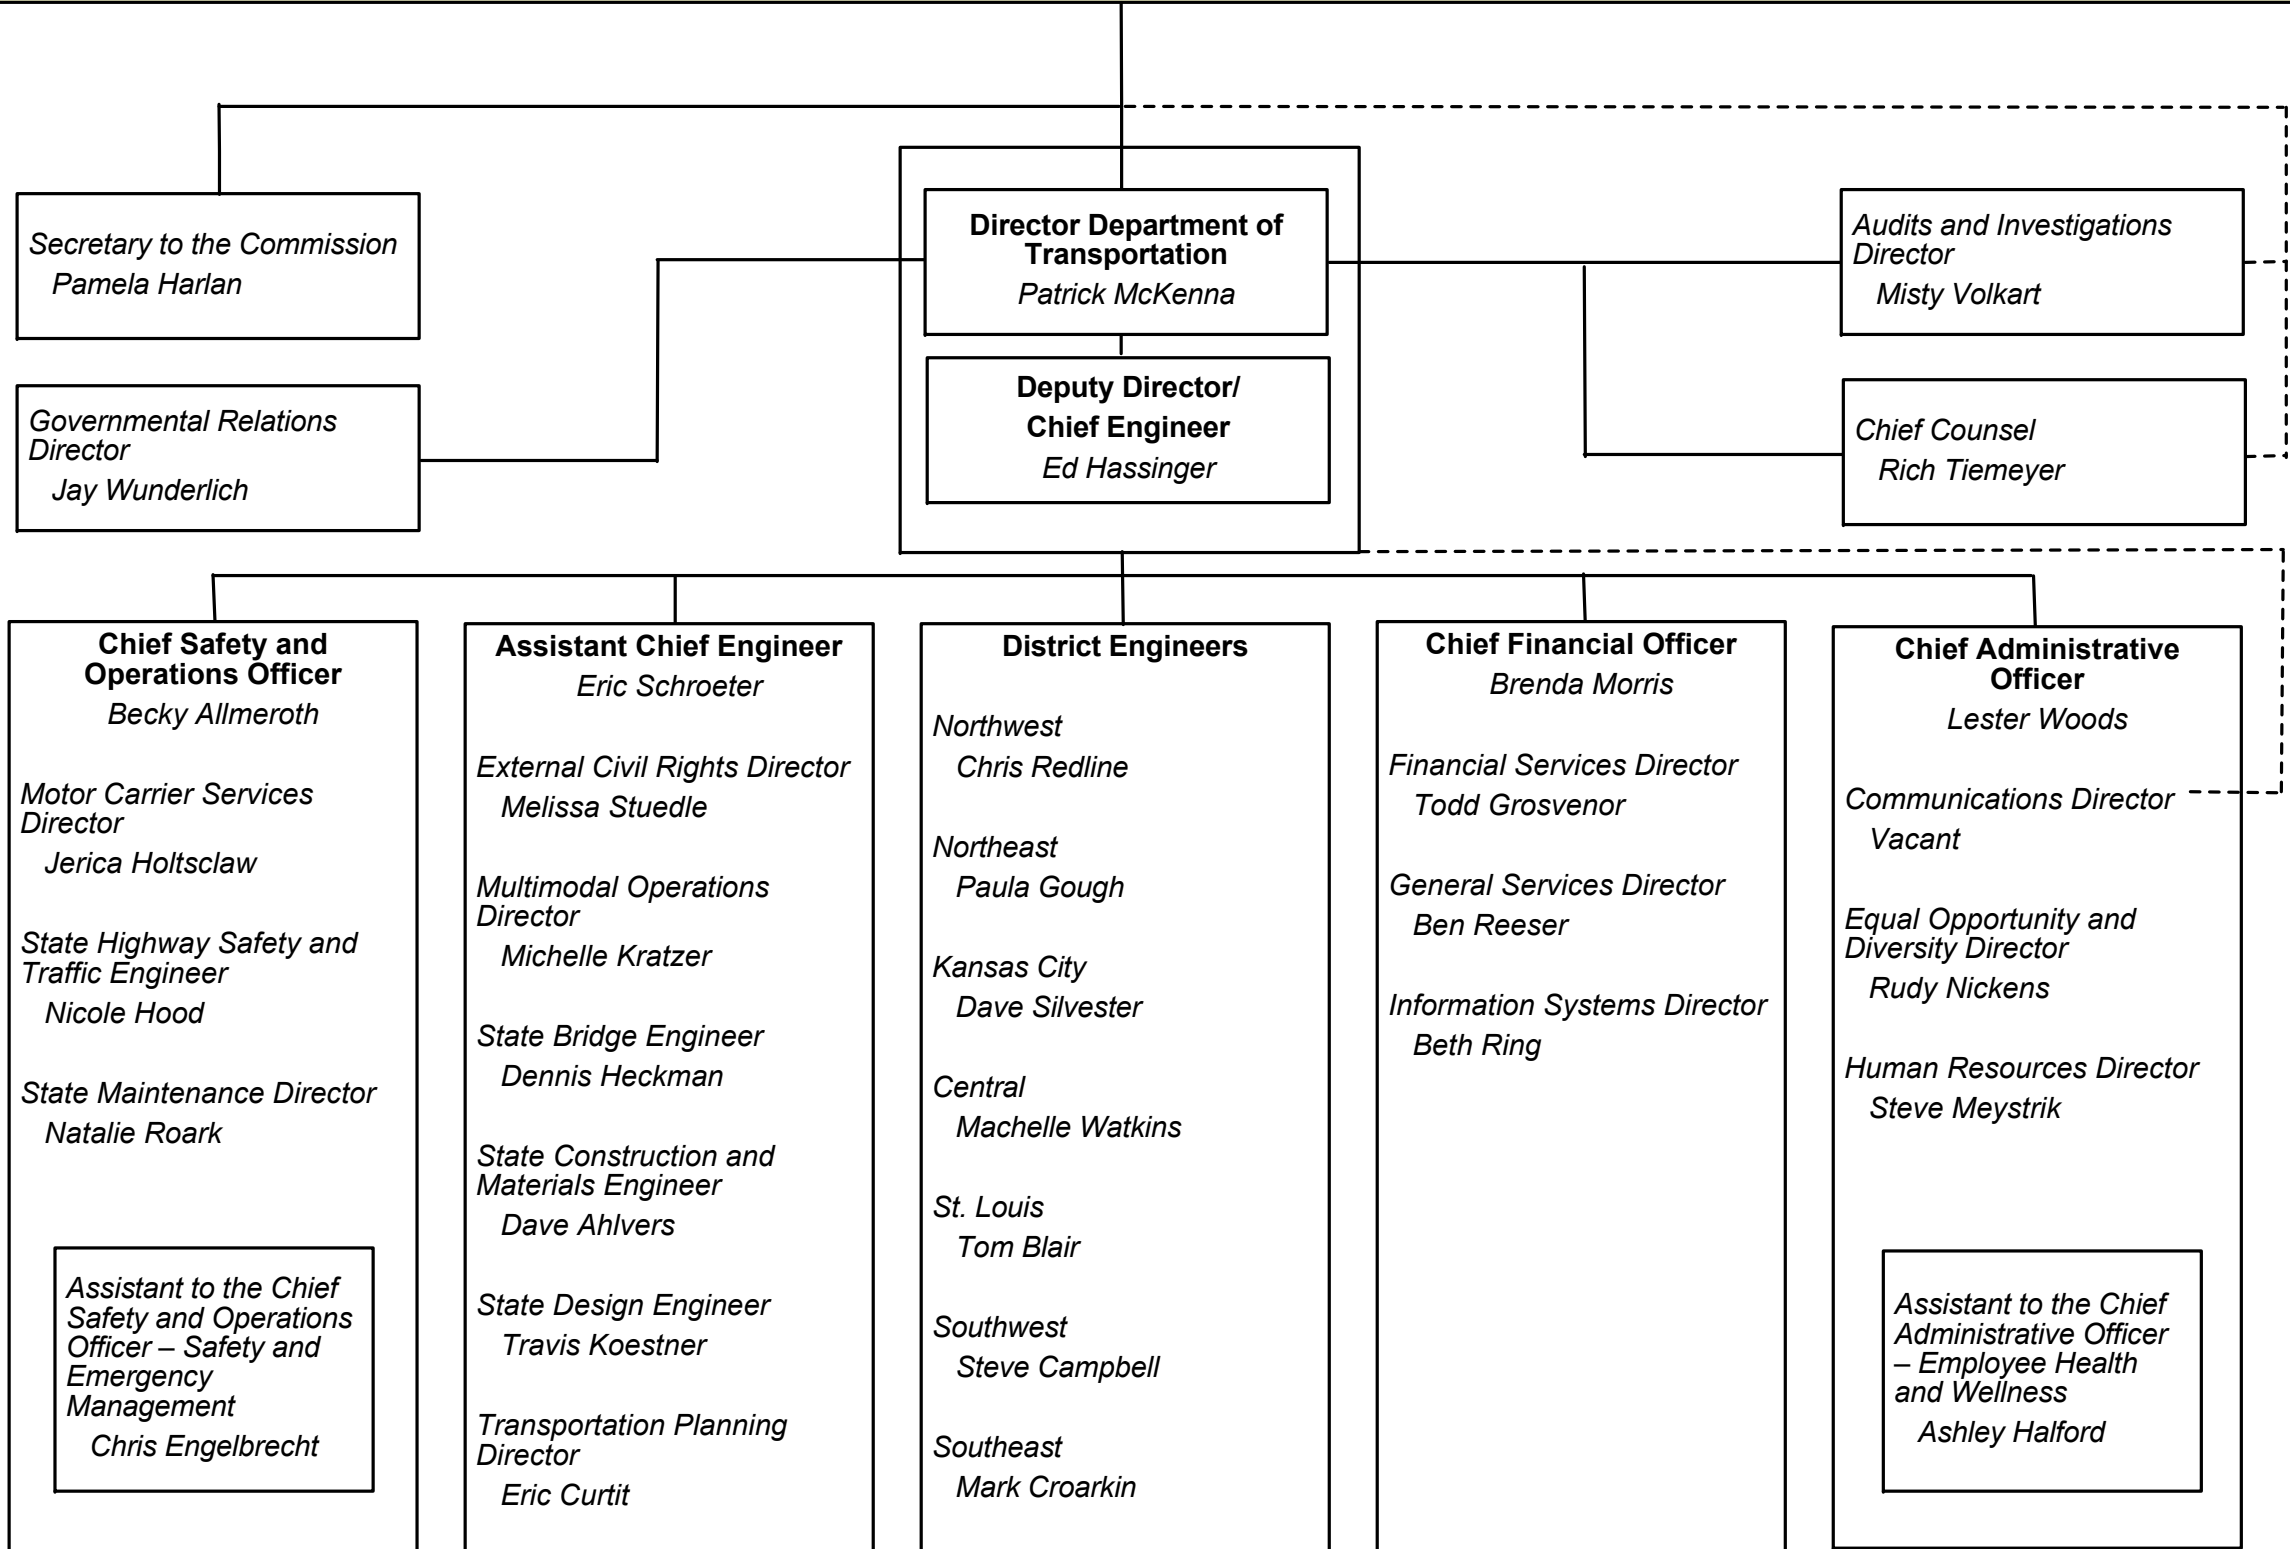 Secretary to the Commission
Pamela Harlan
Governmental Relations
Director
Jay Wunderlich
Director Department of
Transportation
Patrick McKenna
Deputy Director/
Chief Engineer
Ed Hassinger
Audits and Investigations
Director
Misty Volkart
Chief Counsel
Rich Tiemeyer
Chief Safety and
Operations Officer
Becky Allmeroth
Motor Carrier Services
Director
Jerica Holtsclaw
State Highway Safety and
Traffic Engineer
Nicole Hood
State Maintenance Director
Natalie Roark
Assistant to the Chief
Safety and Operations
Officer – Safety and
Emergency
Management
Chris Engelbrecht
Assistant Chief Engineer
Eric Schroeter
External Civil Rights Director
Melissa Stuedle
Multimodal Operations
Director
Michelle Kratzer
State Bridge Engineer
Dennis Heckman
State Construction and
Materials Engineer
Dave Ahlvers
State Design Engineer
Travis Koestner
Transportation Planning
Director
Eric Curtit
District Engineers
Northwest
Chris Redline
Northeast
Paula Gough
Kansas City
Dave Silvester
Central
Machelle Watkins
St. Louis
Tom Blair
Southwest
Steve Campbell
Southeast
Mark Croarkin
Chief Financial Officer
Brenda Morris
Financial Services Director
Todd Grosvenor
General Services Director
Ben Reeser
Information Systems Director
Beth Ring
Chief Administrative
Officer
Lester Woods
Communications Director
Vacant
Equal Opportunity and
Diversity Director
Rudy Nickens
Human Resources Director
Steve Meystrik
Assistant to the Chief
Administrative Officer
– Employee Health
and Wellness
Ashley Halford